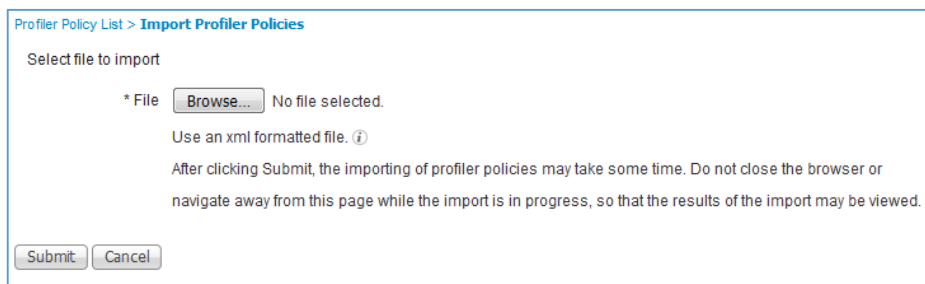 Profiler Policy List > Import Profiler Policies
Select file to import
* File Browse... No file selected.
Use an xml formatted file. i
After clicking Submit, the importing of profiler policies may take some time. Do not close the browser or
navigate away from this page while the import is in progress, so that the results of the import may be viewed.
Submit Cancel